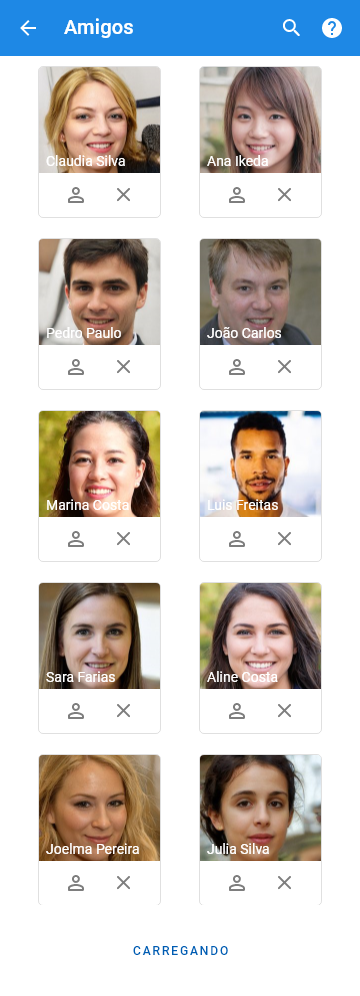 Amigos
Claudia Silva
Ana Ikeda
Pedro Paulo
João Carlos
Marina Costa
Luis Freitas
Sara Farias
Aline Costa
Joelma Pereira
Julia Silva
CARREGANDO